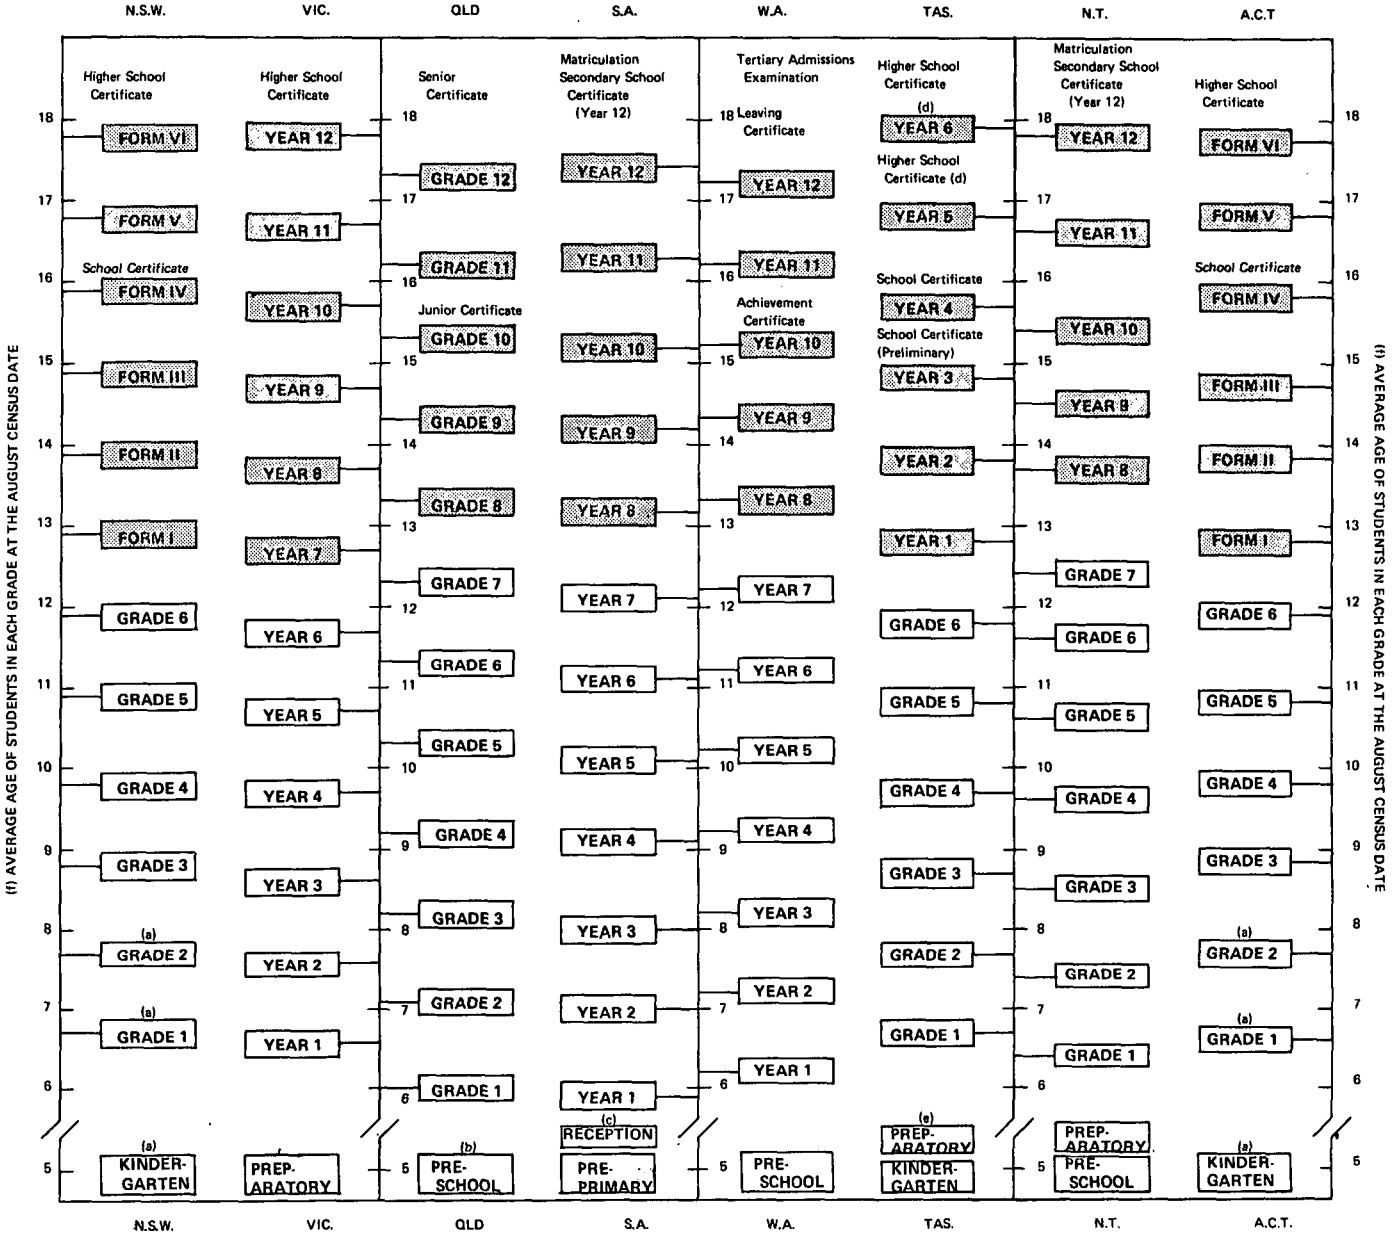 N.S.W. VIC. QLD S.A. W.A. TAS. N.T. A.C.T
(f) AVERAGE AGE OF STUDENTS IN EACH GRADE AT THE AUGUST CENSUS DATE
18
17
16
15
14
13
12
11
10
9
8
7
6
5
Higher School
Certificate
FORM VI
FORM V
School Certificate
FORM IV
FORM III
FORM II
FORM I
GRADE 6
GRADE 5
GRADE 4
GRADE 3
(a)
GRADE 2
(a)
GRADE 1
(a)
KINDER-
GARTEN
Higher School
Certificate
YEAR 12
YEAR 11
YEAR 10
YEAR 9
YEAR 8
YEAR 7
YEAR 6
YEAR 5
YEAR 4
YEAR 3
YEAR 2
YEAR 1
PREP-
ARATORY
18
17
16
15
14
13
12
11
10
9
8
7
6
5
Senior
Certificate
GRADE 12
GRADE 11
Junior Certificate
GRADE 10
GRADE 9
GRADE 8
GRADE 7
GRADE 6
GRADE 5
GRADE 4
GRADE 3
GRADE 2
GRADE 1
(b)
PRE-
SCHOOL
Matriculation
Secondary School
Certificate
(Year 12)
YEAR 12
YEAR 11
YEAR 10
YEAR 9
YEAR 8
YEAR 7
YEAR 6
YEAR 5
YEAR 4
YEAR 3
YEAR 2
YEAR 1
(c)
RECEPTION
PRE-
PRIMARY
18
17
16
15
14
13
12
11
10
9
8
7
6
5
Tertiary Admissions
Examination
Leaving
Certificate
YEAR 12
YEAR 11
Achievement
Certificate
YEAR 10
YEAR 9
YEAR 8
YEAR 7
YEAR 6
YEAR 5
YEAR 4
YEAR 3
YEAR 2
YEAR 1
PRE-
SCHOOL
Higher School
Certificate
(d)
YEAR 6
Higher School
Certificate (d)
YEAR 5
School Certificate
YEAR 4
School Certificate
(Preliminary)
YEAR 3
YEAR 2
YEAR 1
GRADE 6
GRADE 5
GRADE 4
GRADE 3
GRADE 2
GRADE 1
(e)
PREP-
ARATORY
KINDER-
GARTEN
18
17
16
15
14
13
12
11
10
9
8
7
6
5
Matriculation
Secondary School
Certificate
(Year 12)
YEAR 12
YEAR 11
YEAR 10
YEAR 9
YEAR 8
GRADE 7
GRADE 6
GRADE 5
GRADE 4
GRADE 3
GRADE 2
GRADE 1
PREP-
ARATORY
PRE-
SCHOOL
Higher School
Certificate
FORM VI
FORM V
School Certificate
FORM IV
FORM III
FORM II
FORM I
GRADE 6
GRADE 5
GRADE 4
GRADE 3
(a)
GRADE 2
(a)
GRADE 1
(a)
KINDER-
GARTEN
18
17
16
15
14
13
12
11
10
9
8
7
6
5
(f) AVERAGE AGE OF STUDENTS IN EACH GRADE AT THE AUGUST CENSUS DATE
N.S.W. VIC. QLD S.A. W.A. TAS. N.T. A.C.T.